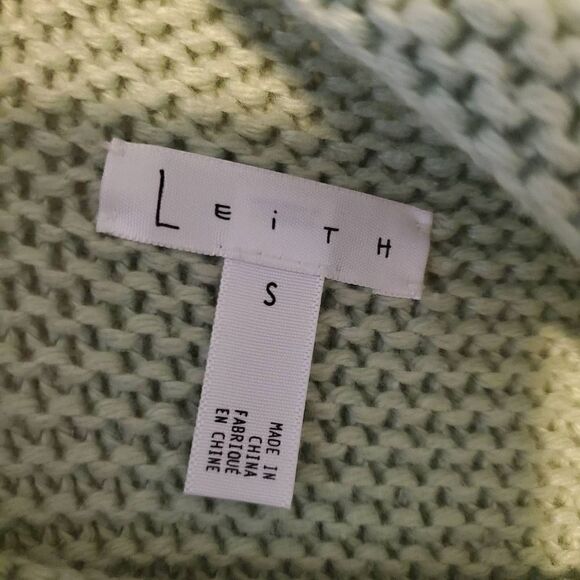 LEiTH
S
MADE IN
CHINA
FABRIQUÉ
EN CHINE